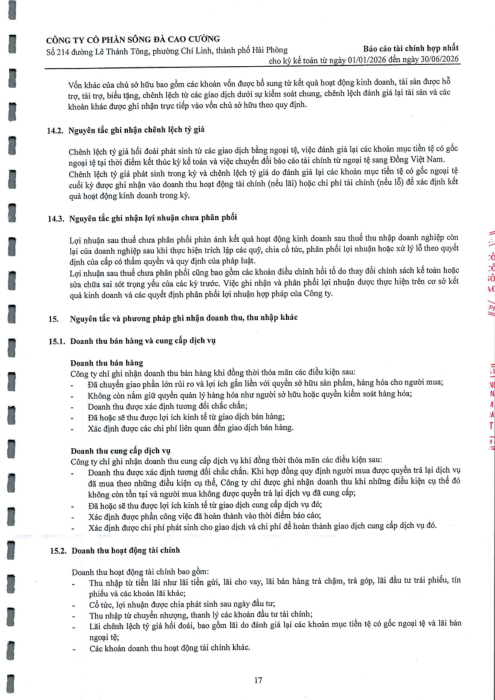 CÔNG TY CỔ PHẦN SÔNG ĐÀ CAO CƯỜNG
Số 214 đường Lê Thánh Tông, phường Chí Linh, thành phố Hải Phòng
Báo cáo tài chính hợp nhất
cho kỳ kế toán từ ngày 01/01/2026 đến ngày 30/06/2026
Vốn khác của chủ sở hữu bao gồm các khoản vốn được bổ sung từ kết quả hoạt động kinh doanh, tài sản được hỗ
trợ, tài trợ, biếu tặng, chênh lệch từ các giao dịch dưới sự kiểm soát chung, chênh lệch đánh giá lại tài sản và các
khoản khác được ghi nhận trực tiếp vào vốn chủ sở hữu theo quy định.
14.2. Nguyên tắc ghi nhận chênh lệch tỷ giá
Chênh lệch tỷ giá hối đoái phát sinh từ các giao dịch bằng ngoại tệ, việc đánh giá lại các khoản mục tiền tệ có gốc
ngoại tệ tại thời điểm kết thúc kỳ kế toán và việc chuyển đổi báo cáo tài chính từ ngoại tệ sang Đồng Việt Nam.
Chênh lệch tỷ giá phát sinh trong kỳ và chênh lệch tỷ giá do đánh giá lại các khoản mục tiền tệ có gốc ngoại tệ
cuối kỳ được ghi nhận vào doanh thu hoạt động tài chính (nếu lãi) hoặc chi phí tài chính (nếu lỗ) để xác định kết
quả hoạt động kinh doanh trong kỳ.
14.3. Nguyên tắc ghi nhận lợi nhuận chưa phân phối
Lợi nhuận sau thuế chưa phân phối phản ánh kết quả hoạt động kinh doanh sau thuế thu nhập doanh nghiệp còn
lại của doanh nghiệp sau khi thực hiện trích lập các quỹ, chia cổ tức, phân phối lợi nhuận hoặc xử lý lỗ theo quyết
định của cấp có thẩm quyền và quy định của pháp luật.
Lợi nhuận sau thuế chưa phân phối cũng bao gồm các khoản điều chỉnh hồi tố do thay đổi chính sách kế toán hoặc
sửa chữa sai sót trọng yếu của các kỳ trước. Việc ghi nhận và phân phối lợi nhuận được thực hiện trên cơ sở kết
quả kinh doanh và các quyết định phân phối lợi nhuận hợp pháp của Công ty.
15. Nguyên tắc và phương pháp ghi nhận doanh thu, thu nhập khác
15.1. Doanh thu bán hàng và cung cấp dịch vụ
Doanh thu bán hàng
Công ty chỉ ghi nhận doanh thu bán hàng khi đồng thời thỏa mãn các điều kiện sau:
- Đã chuyển giao phần lớn rủi ro và lợi ích gắn liền với quyền sở hữu sản phẩm, hàng hóa cho người mua;
- Không còn nắm giữ quyền quản lý hàng hóa như người sở hữu hoặc quyền kiểm soát hàng hóa;
- Doanh thu được xác định tương đối chắc chắn;
- Đã hoặc sẽ thu được lợi ích kinh tế từ giao dịch bán hàng;
- Xác định được các chi phí liên quan đến giao dịch bán hàng.
Doanh thu cung cấp dịch vụ
Công ty chỉ ghi nhận doanh thu cung cấp dịch vụ khi đồng thời thỏa mãn các điều kiện sau:
- Doanh thu được xác định tương đối chắc chắn. Khi hợp đồng quy định người mua được quyền trả lại dịch vụ
đã mua theo những điều kiện cụ thể, Công ty chỉ được ghi nhận doanh thu khi những điều kiện cụ thể đó
không còn tồn tại và người mua không được quyền trả lại dịch vụ đã cung cấp;
- Đã hoặc sẽ thu được lợi ích kinh tế từ giao dịch cung cấp dịch vụ đó;
- Xác định được phần công việc đã hoàn thành vào thời điểm báo cáo;
- Xác định được chi phí phát sinh cho giao dịch và chi phí để hoàn thành giao dịch cung cấp dịch vụ đó.
15.2. Doanh thu hoạt động tài chính
Doanh thu hoạt động tài chính bao gồm:
- Thu nhập từ tiền lãi như lãi tiền gửi, lãi cho vay, lãi bán hàng trả chậm, trả góp, lãi đầu tư trái phiếu, tín
phiếu và các khoản lãi khác;
- Cổ tức, lợi nhuận được chia phát sinh sau ngày đầu tư;
- Thu nhập từ chuyển nhượng, thanh lý các khoản đầu tư tài chính;
- Lãi chênh lệch tỷ giá hối đoái, bao gồm lãi do đánh giá lại các khoản mục tiền tệ có gốc ngoại tệ và lãi bán
ngoại tệ;
- Các khoản doanh thu hoạt động tài chính khác.
17